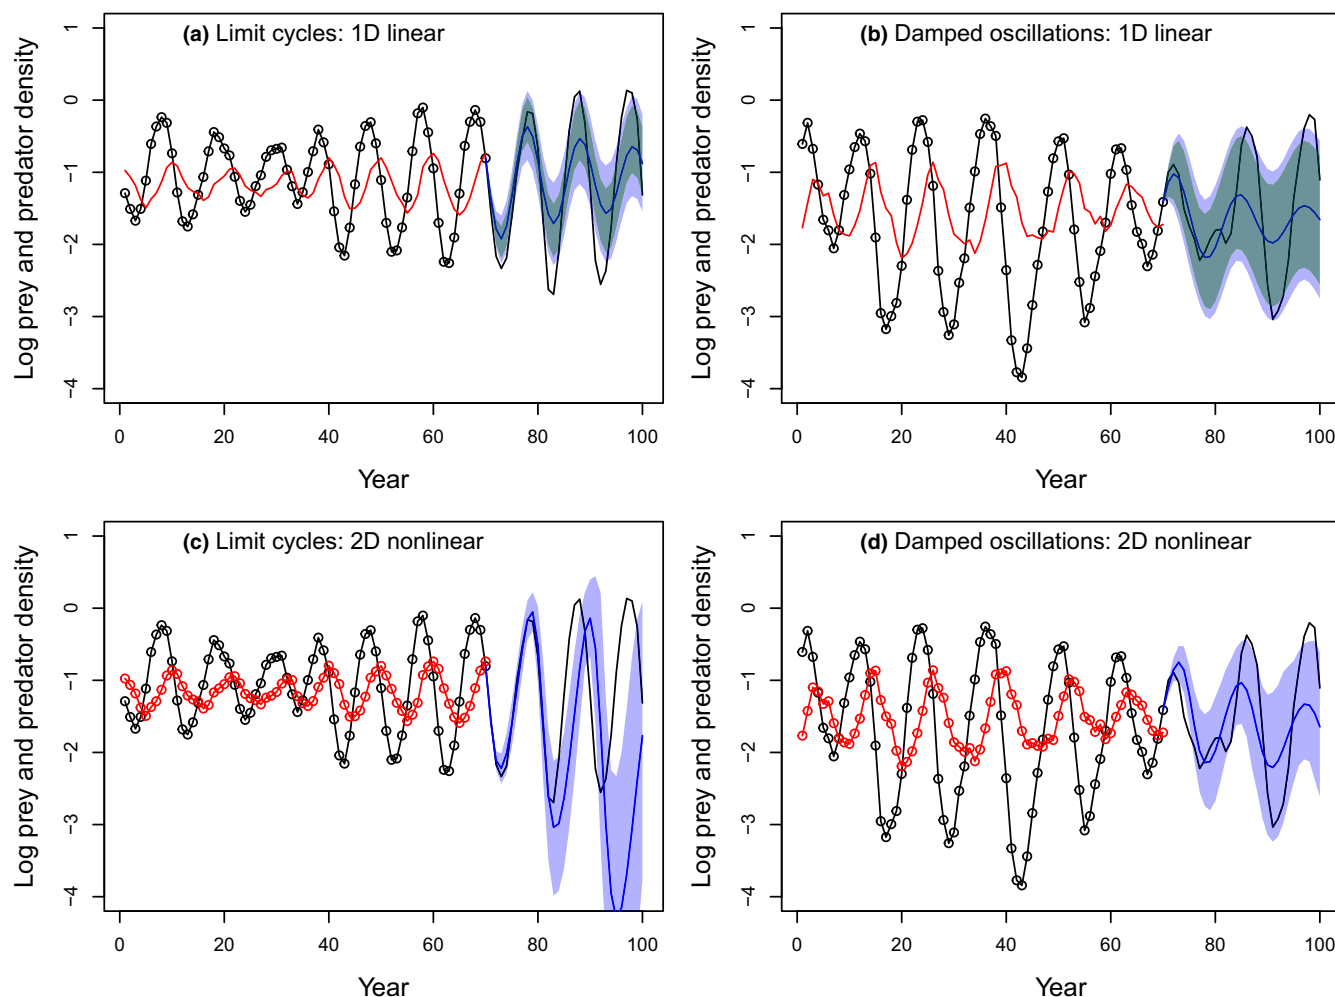 (a) Limit cycles: 1D linear
Log prey and predator density
1
0
−1
−2
−3
−4
0 20 40 60 80 100
Year
(b) Damped oscillations: 1D linear
Log prey and predator density
1
0
−1
−2
−3
−4
0 20 40 60 80 100
Year
(c) Limit cycles: 2D nonlinear
Log prey and predator density
1
0
−1
−2
−3
−4
0 20 40 60 80 100
Year
(d) Damped oscillations: 2D nonlinear
Log prey and predator density
1
0
−1
−2
−3
−4
0 20 40 60 80 100
Year